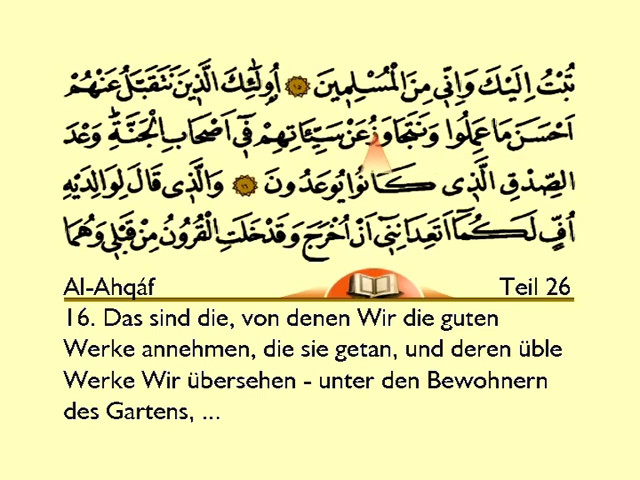 تُبْتُ اِلَيْكَ وَاِنّٖي مِنَ الْمُسْلِمٖينَ ﴿١٥﴾ اُو۬لٰٓئِكَ الَّذٖينَ نَتَقَبَّلُ عَنْهُمْ
اَحْسَنَ مَا عَمِلُوا وَنَتَجَاوَزُ عَنْ سَيِّـَٔاتِهِمْ فٖٓي اَصْحَابِ الْجَنَّةِؕ وَعْدَ
الصِّدْقِ الَّذٖي كَانُوا يُوعَدُونَ ﴿١٦﴾ وَالَّذٖي قَالَ لِوَالِدَيْهِ
اُفٍّ لَكُمَٓا اَتَعِدَانِنٖٓي اَنْ اُخْرَجَ وَقَدْ خَلَتِ الْقُرُونُ مِنْ قَبْلٖي وَهُمَا
Al-Ahqáf Teil 26
16. Das sind die, von denen Wir die guten
Werke annehmen, die sie getan, und deren üble
Werke Wir übersehen - unter den Bewohnern
des Gartens, ...